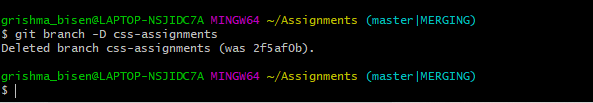 grishma_bisen@LAPTOP-NSJIDC7A MINGW64 ~/Assignments (master|MERGING)
$ git branch -D css-assignments
Deleted branch css-assignments (was 2f5af0b).
grishma_bisen@LAPTOP-NSJIDC7A MINGW64 ~/Assignments (master|MERGING)
$